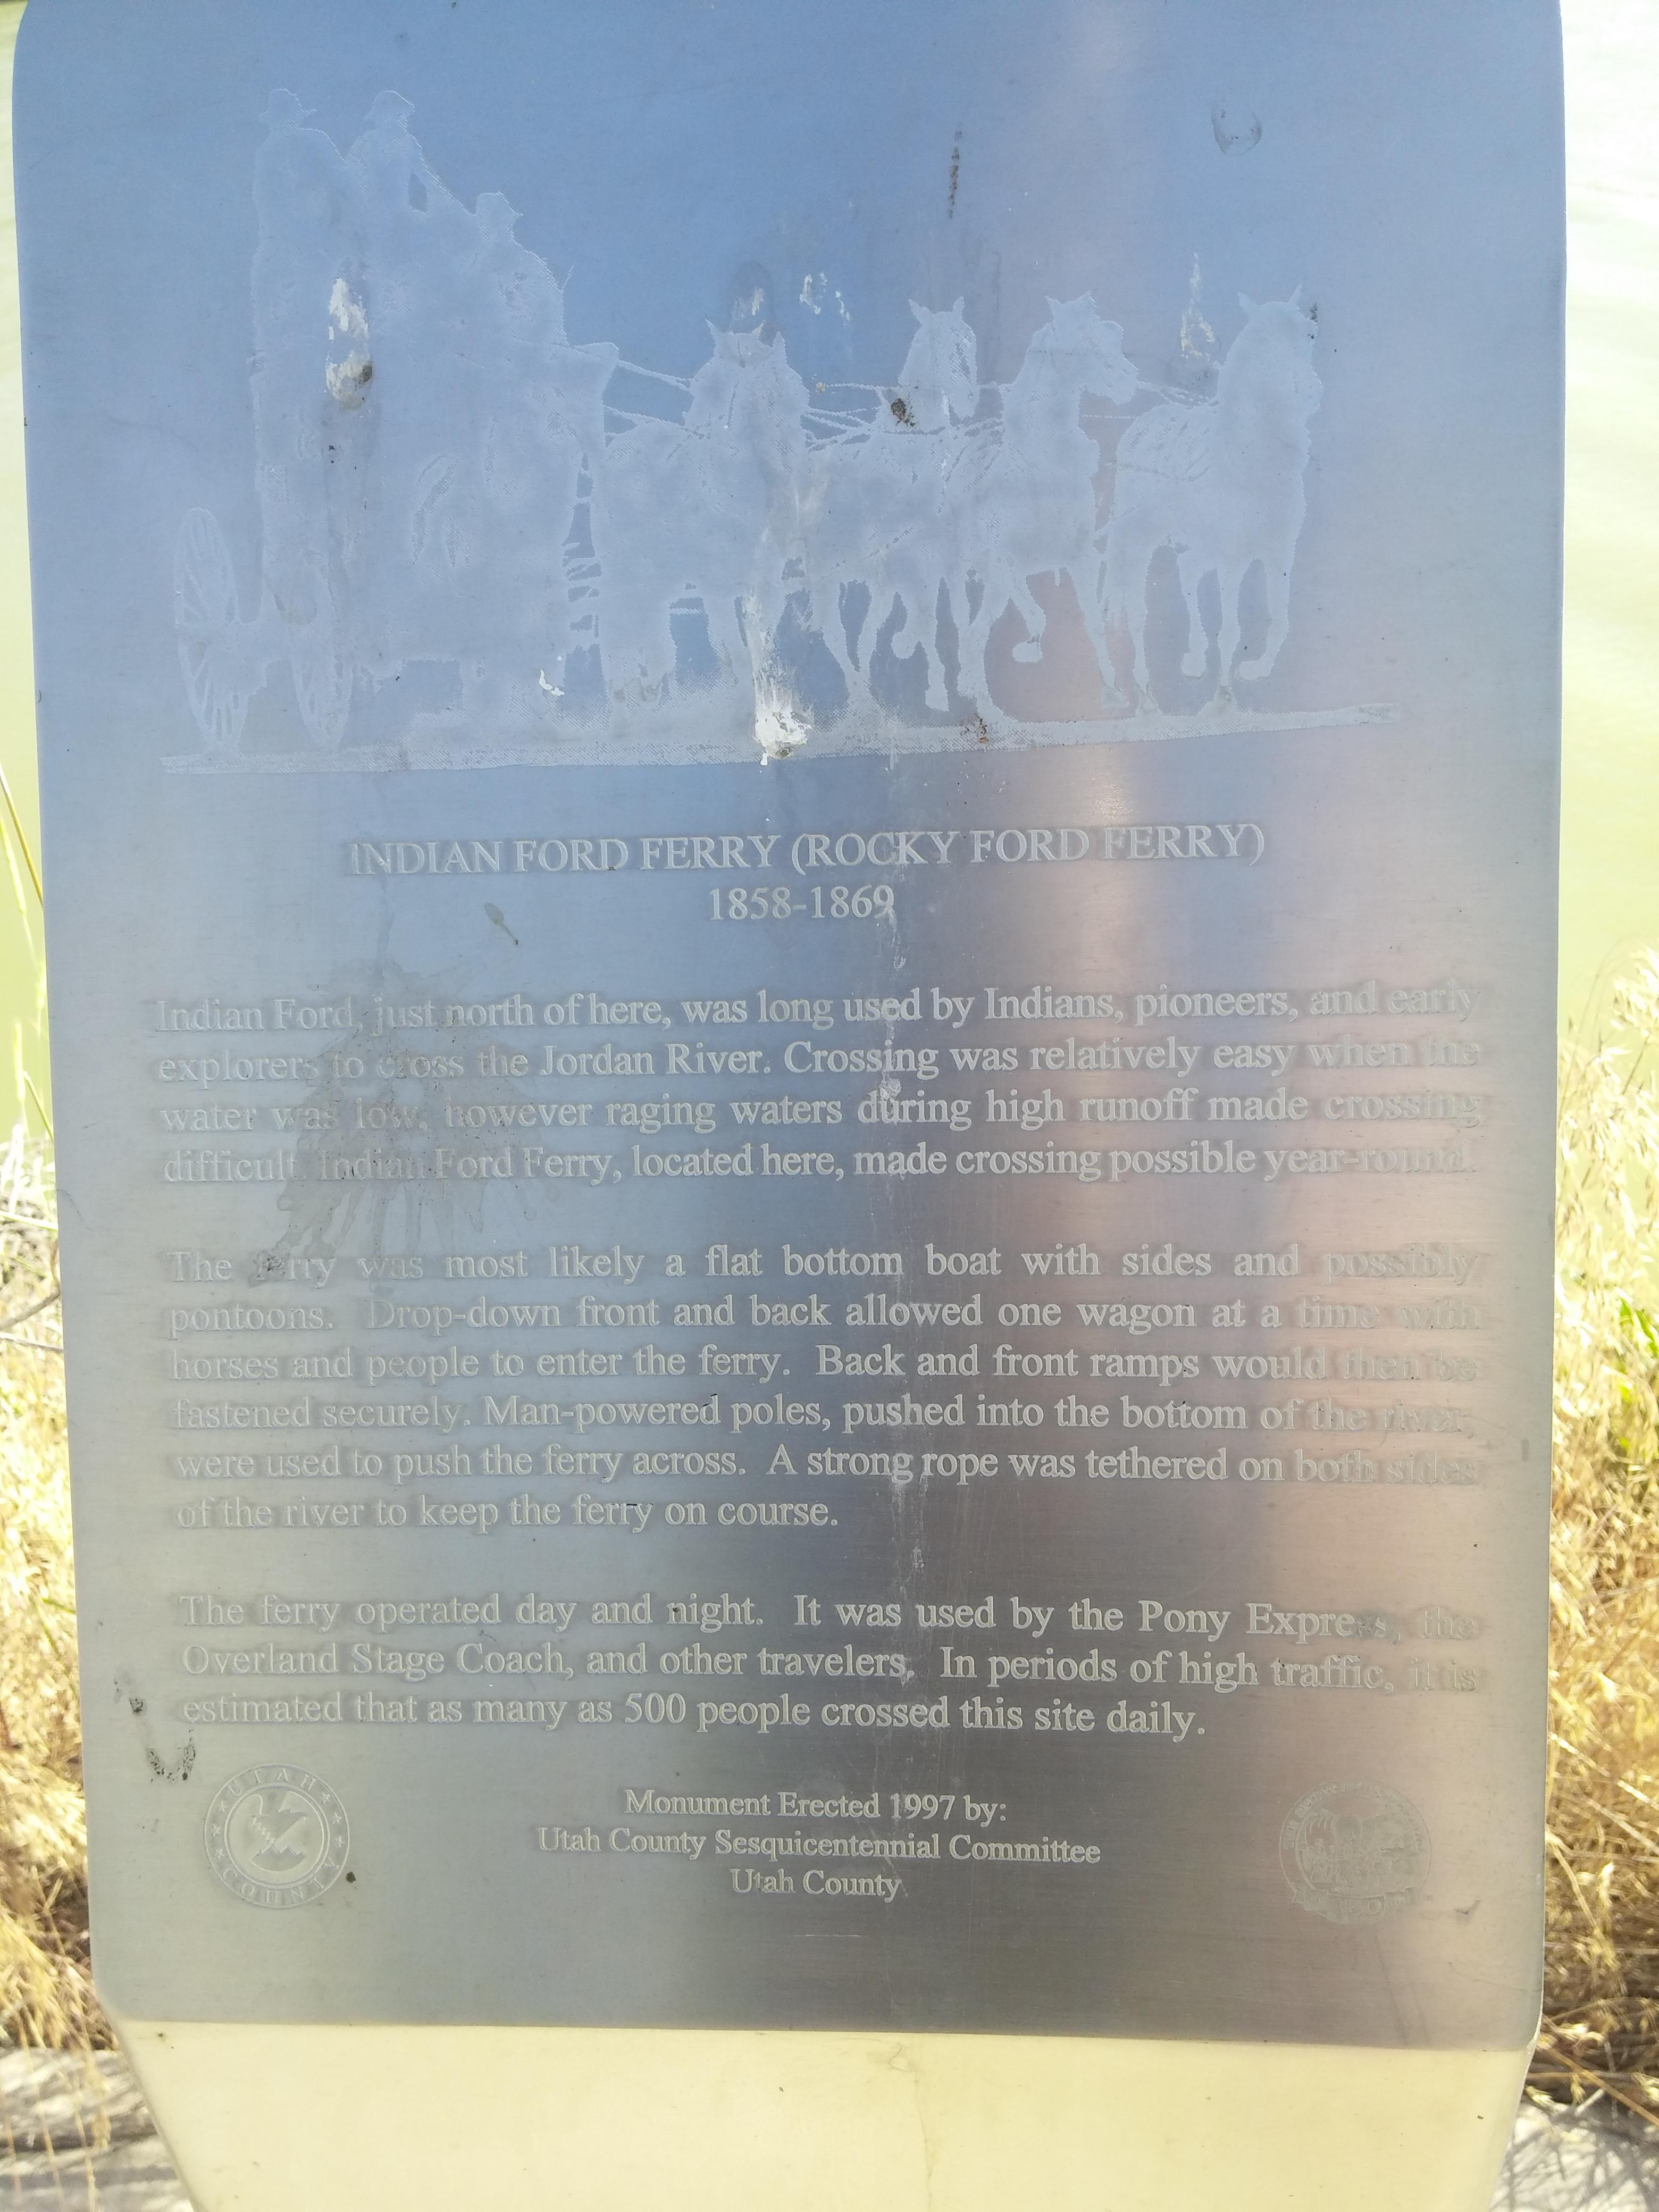 INDIAN FORD FERRY (ROCKY FORD FERRY)
1858-1869
Indian Ford, just north of here, was long used by Indians, pioneers, and early
explorers to cross the Jordan River. Crossing was relatively easy when the
water was low, however raging waters during high runoff made crossing
difficult. Indian Ford Ferry, located here, made crossing possible year-round.
The ferry was most likely a flat bottom boat with sides and possibly
pontoons. Drop-down front and back allowed one wagon at a time with
horses and people to enter the ferry. Back and front ramps would then be
fastened securely. Man-powered poles, pushed into the bottom of the river,
were used to push the ferry across. A strong rope was tethered on both sides
of the river to keep the ferry on course.
The ferry operated day and night. It was used by the Pony Express, the
Overland Stage Coach, and other travelers. In periods of high traffic, it is
estimated that as many as 500 people crossed this site daily.
UTAH
COUNTY
Monument Erected 1997 by:
Utah County Sesquicentennial Committee
Utah County